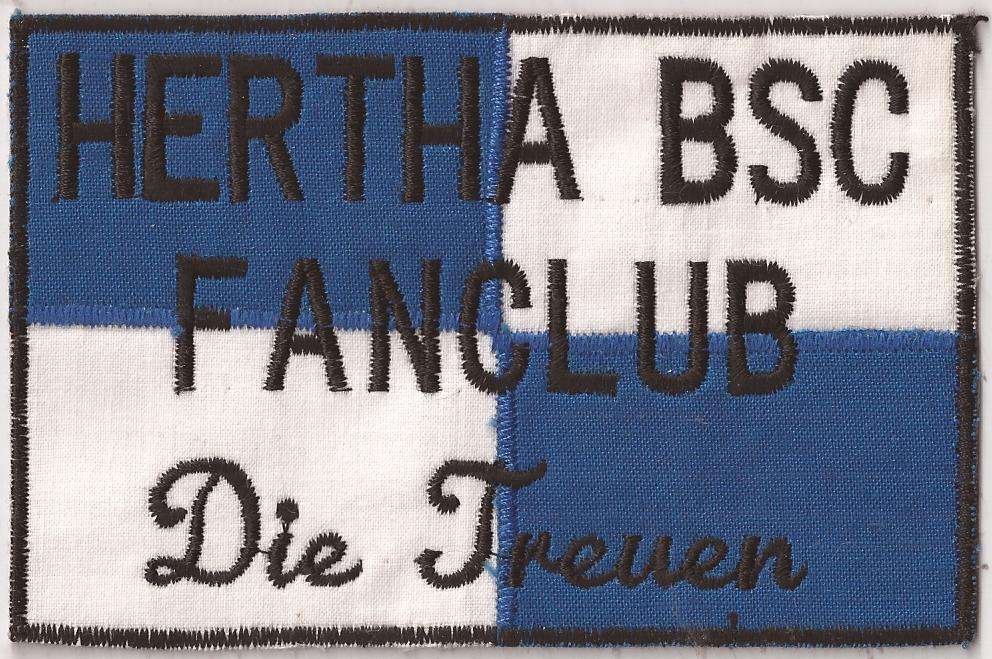 HERTHA BSC
FANCLUB
Die Treuen